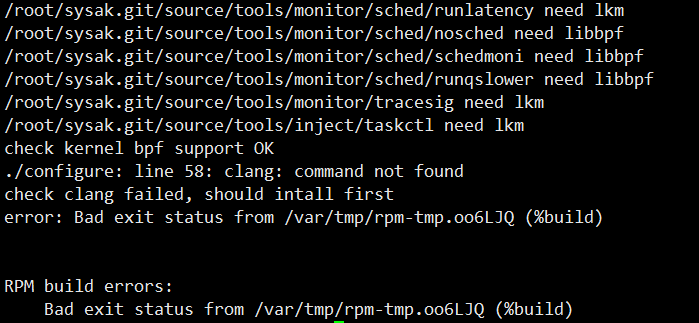 /root/sysak.git/source/tools/monitor/sched/runlatency need lkm
/root/sysak.git/source/tools/monitor/sched/nosched need libbpf
/root/sysak.git/source/tools/monitor/sched/schedmoni need libbpf
/root/sysak.git/source/tools/monitor/sched/runqslower need libbpf
/root/sysak.git/source/tools/monitor/tracesig need lkm
/root/sysak.git/source/tools/inject/taskctl need lkm
check kernel bpf support OK
./configure: line 58: clang: command not found
check clang failed, should intall first
error: Bad exit status from /var/tmp/rpm-tmp.oo6LJQ (%build)
RPM build errors:
    Bad exit status from /var/tmp/rpm-tmp.oo6LJQ (%build)